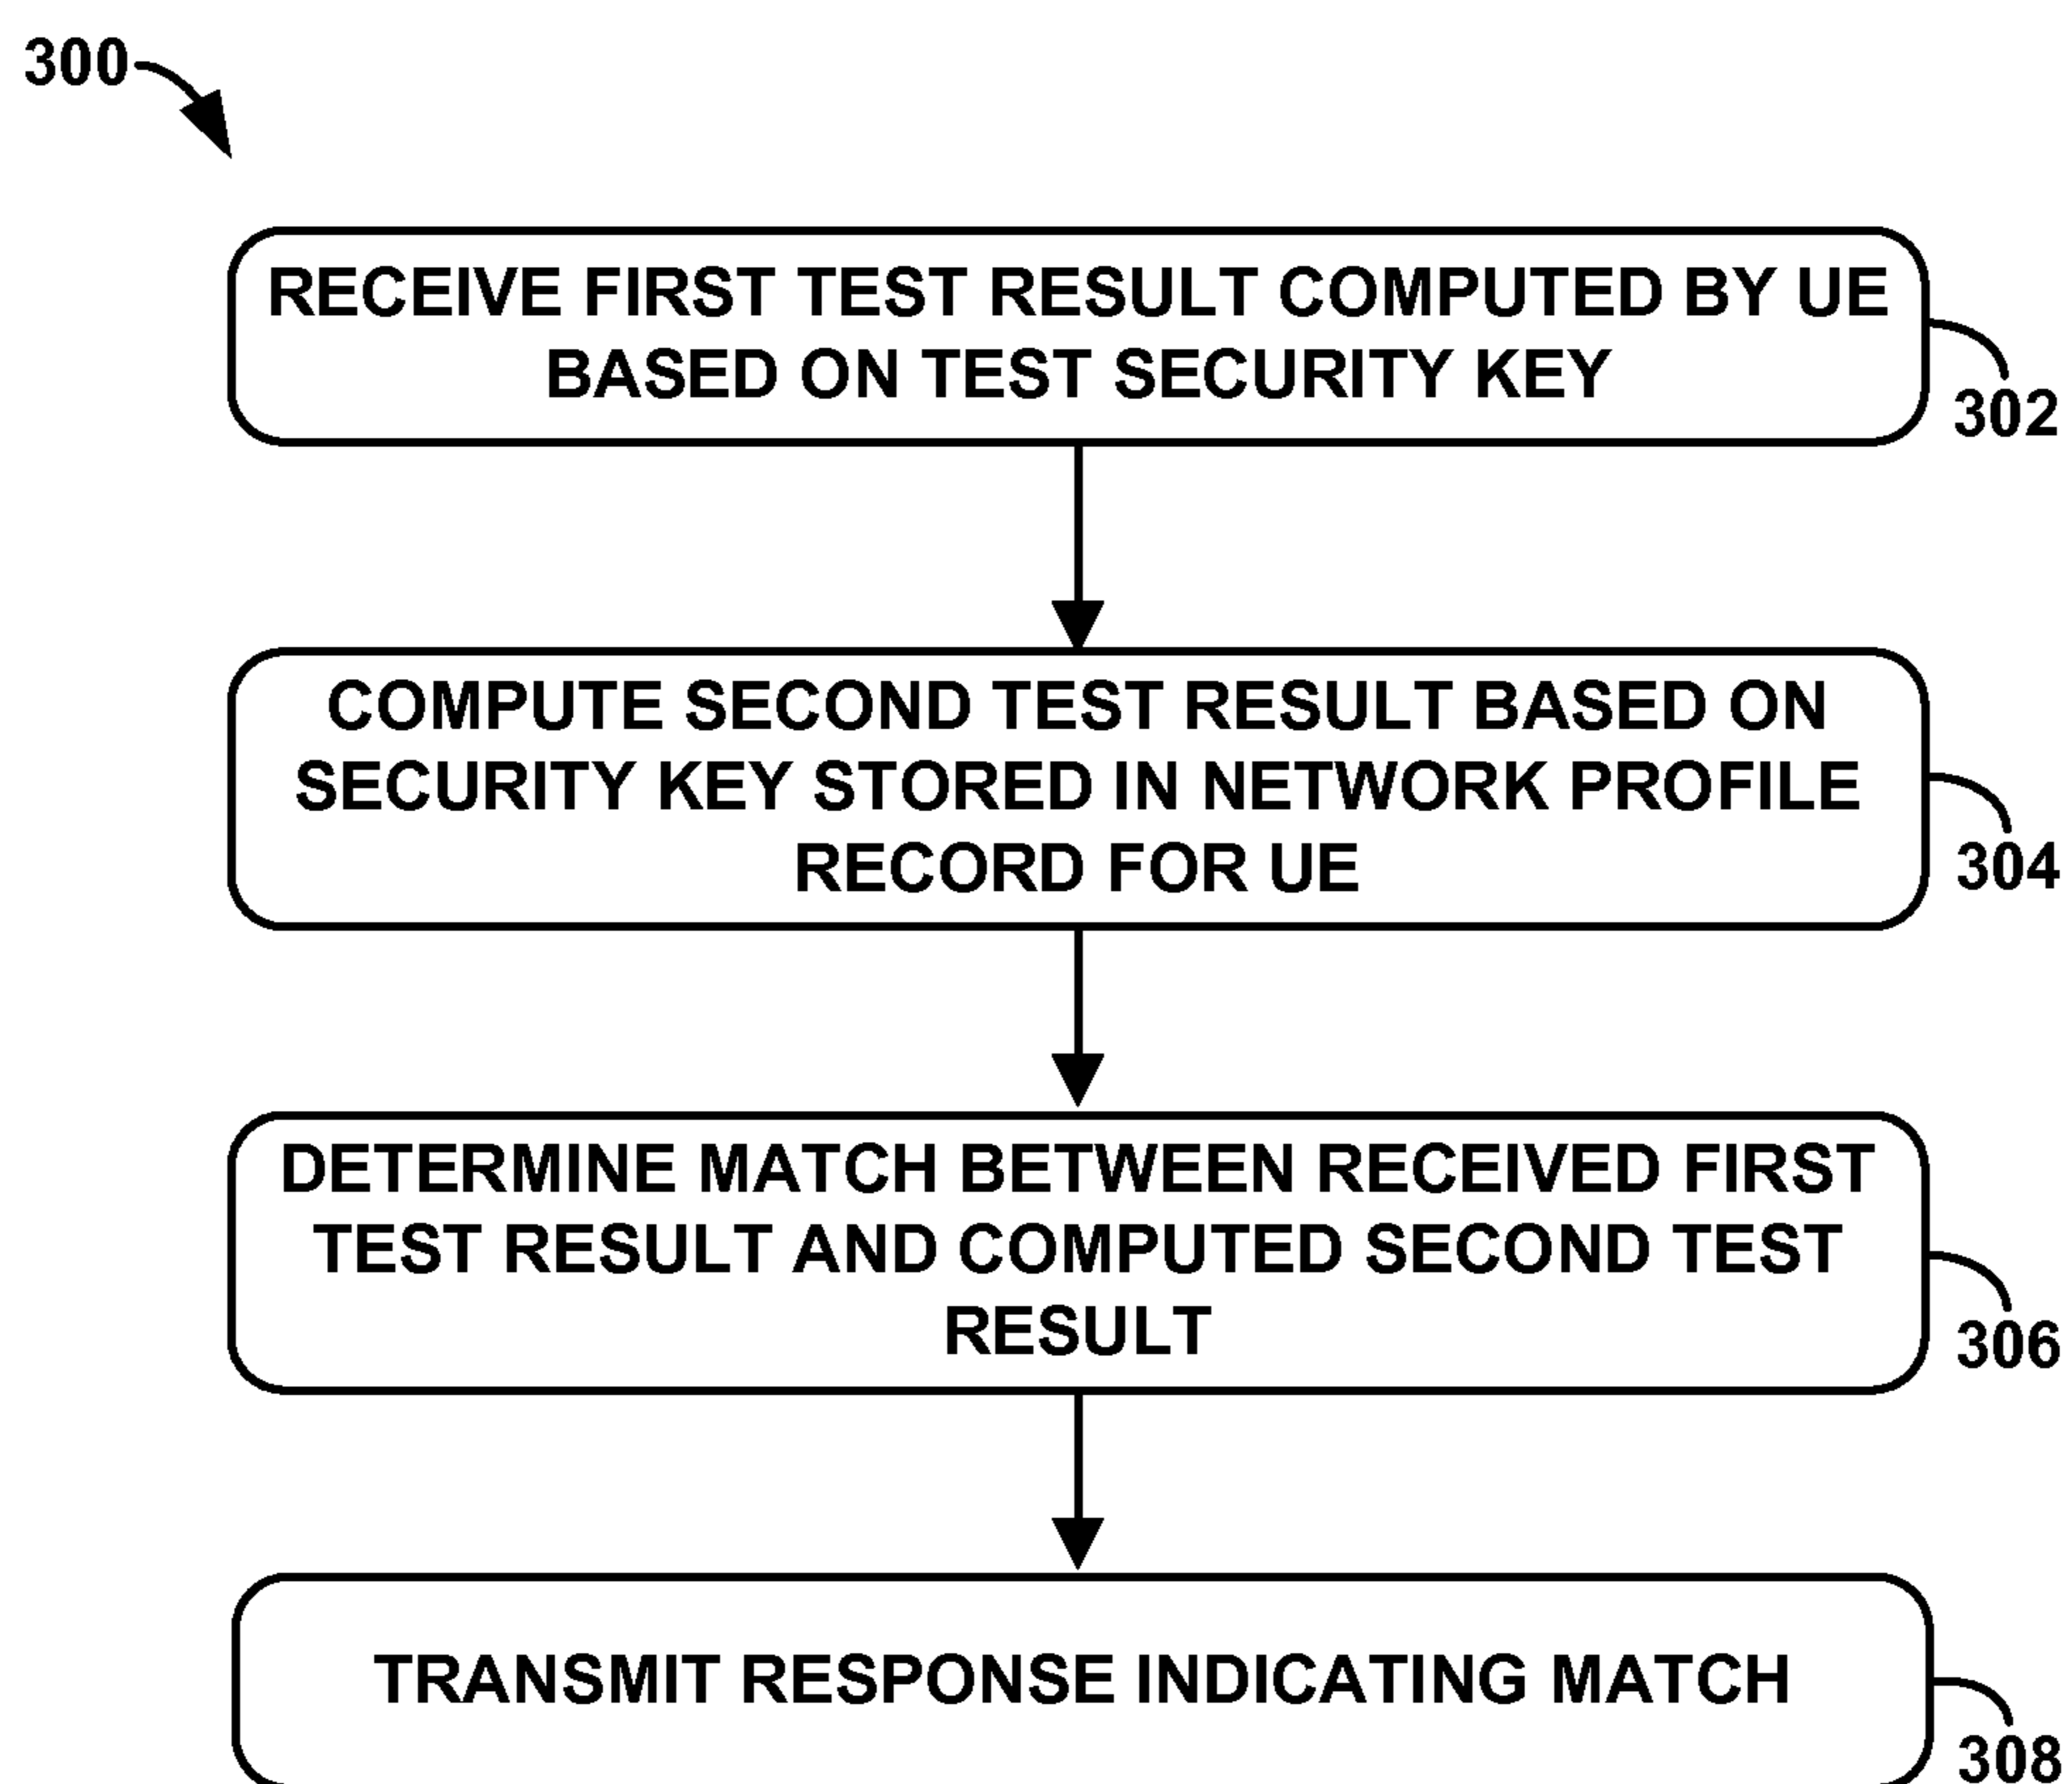 300
RECEIVE FIRST TEST RESULT COMPUTED BY UE
BASED ON TEST SECURITY KEY
302
COMPUTE SECOND TEST RESULT BASED ON
SECURITY KEY STORED IN NETWORK PROFILE
RECORD FOR UE
304
DETERMINE MATCH BETWEEN RECEIVED FIRST
TEST RESULT AND COMPUTED SECOND TEST
RESULT
306
TRANSMIT RESPONSE INDICATING MATCH
308